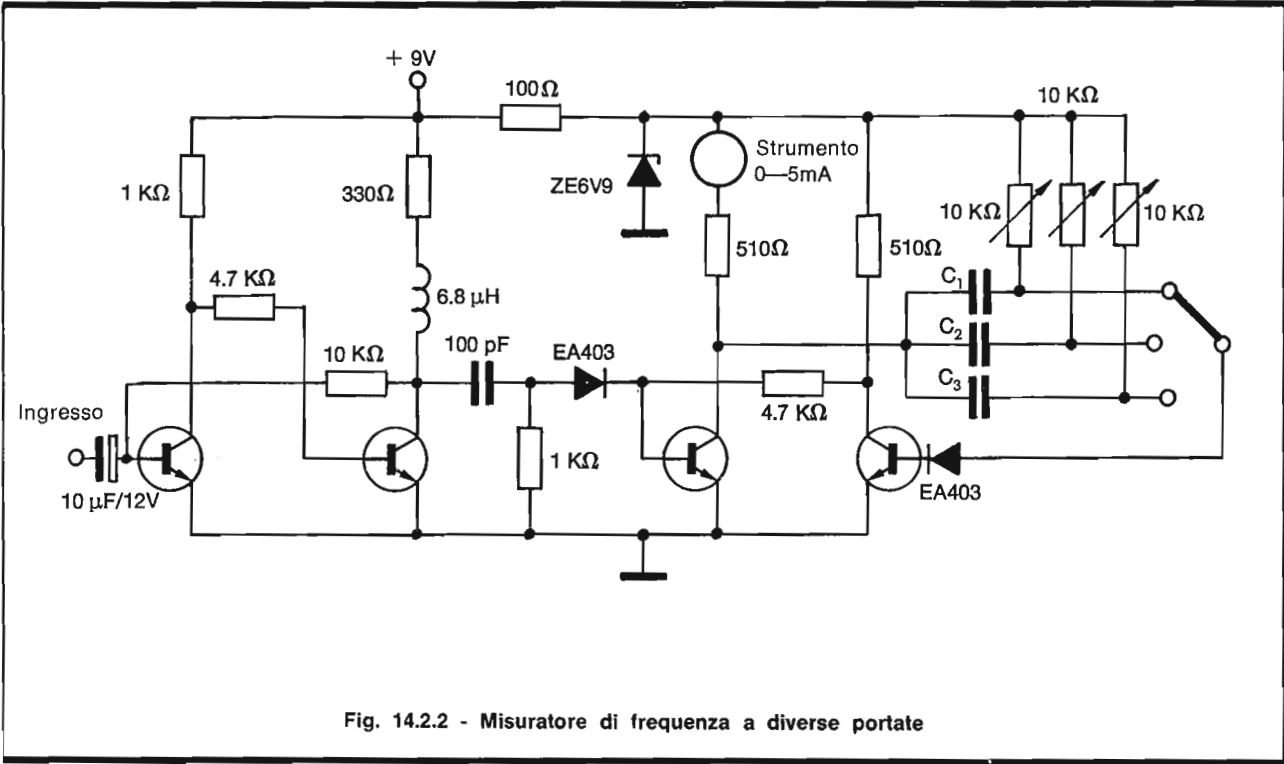 + 9V
100Ω
10 KΩ
Strumento
0—5mA
ZE6V9
1 KΩ
330Ω
10 KΩ
10 KΩ
510Ω
510Ω
4.7 KΩ
6.8 μH
C1
C2
C3
100 pF
EA403
10 KΩ
4.7 KΩ
Ingresso
1 KΩ
10 μF/12V
EA403
Fig. 14.2.2 - Misuratore di frequenza a diverse portate